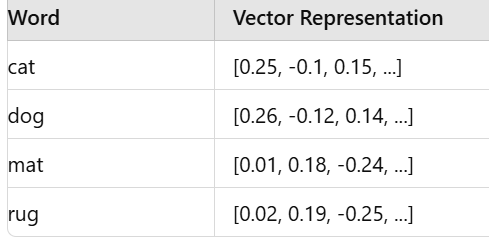 Word Vector Representation
cat [0.25, -0.1, 0.15, ...]
dog [0.26, -0.12, 0.14, ...]
mat [0.01, 0.18, -0.24, ...]
rug [0.02, 0.19, -0.25, ...]